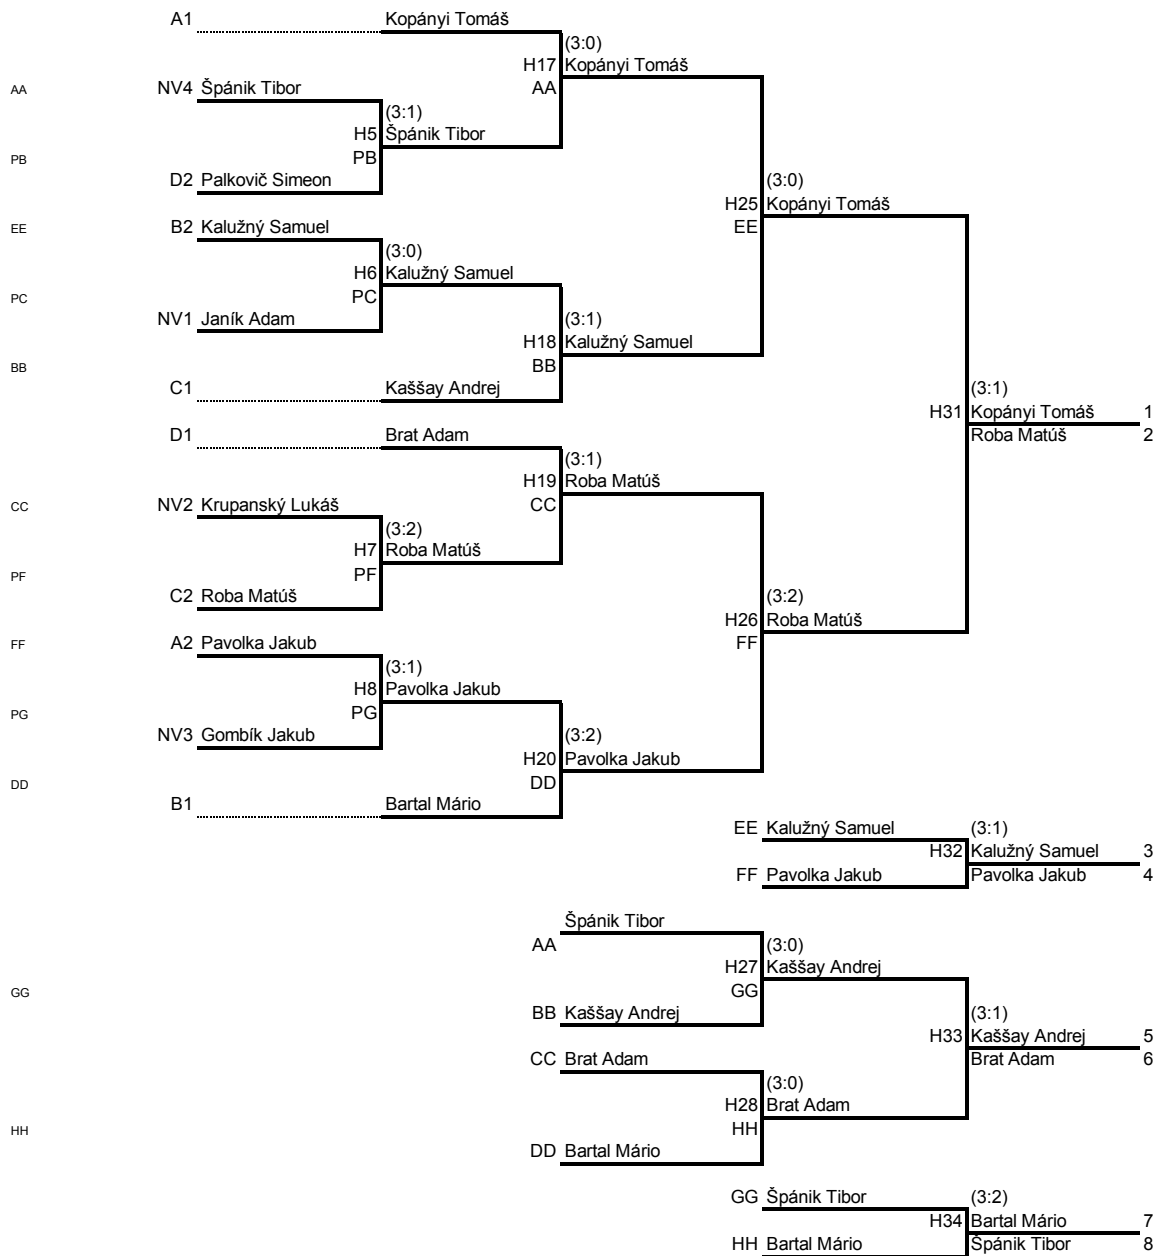 A1 Kopányi Tomáš
(3:0)
H17 Kopányi Tomáš
AA NV4 Špánik Tibor AA
(3:1)
H5 Špánik Tibor
PB PB
D2 Palkovič Simeon (3:0)
H25 Kopányi Tomáš
EE B2 Kalužný Samuel EE
(3:0)
H6 Kalužný Samuel
PC PC
NV1 Janík Adam (3:1)
H18 Kalužný Samuel
BB BB
C1 Kaššay Andrej (3:1)
H31 Kopányi Tomáš 1
D1 Brat Adam Roba Matúš 2
(3:1)
H19 Roba Matúš
CC NV2 Krupanský Lukáš CC
(3:2)
H7 Roba Matúš
PF PF
C2 Roba Matúš (3:2)
H26 Roba Matúš
FF A2 Pavolka Jakub FF
(3:1)
H8 Pavolka Jakub
PG PG
NV3 Gombík Jakub (3:2)
H20 Pavolka Jakub
DD DD
B1 Bartal Mário
EE Kalužný Samuel (3:1)
H32 Kalužný Samuel 3
FF Pavolka Jakub Pavolka Jakub 4
Špánik Tibor
AA (3:0)
H27 Kaššay Andrej
GG GG
BB Kaššay Andrej (3:1)
H33 Kaššay Andrej 5
CC Brat Adam Brat Adam 6
(3:0)
H28 Brat Adam
HH HH
DD Bartal Mário
GG Špánik Tibor (3:2)
H34 Bartal Mário 7
HH Bartal Mário Špánik Tibor 8